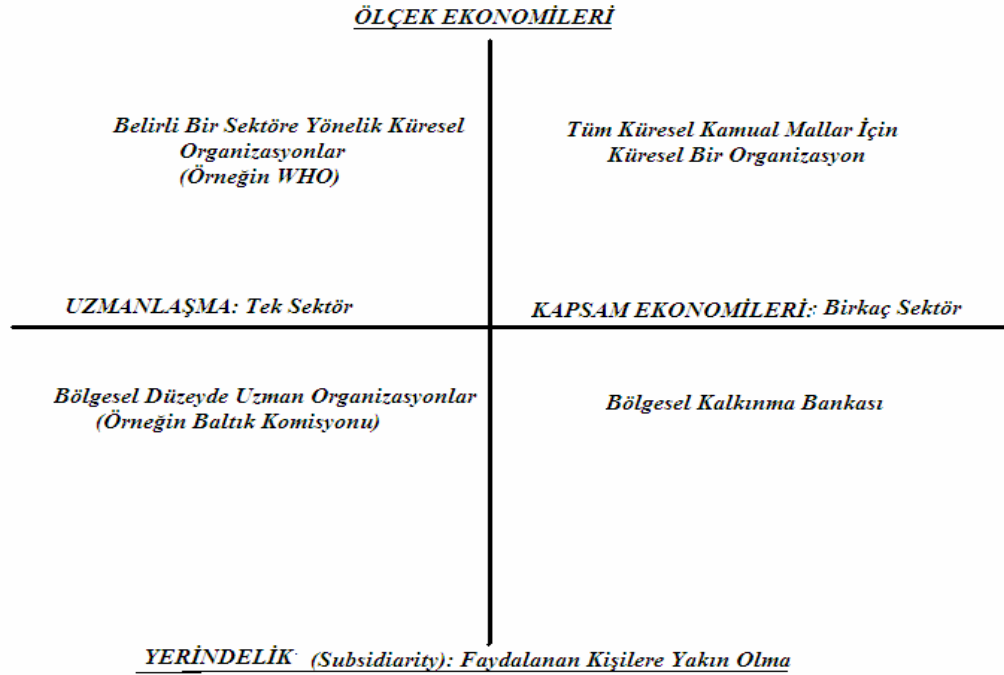 ÖLÇEK EKONOMİLERİ
Belirli Bir Sektöre Yönelik Küresel
Organizasyonlar
(Örneğin WHO)
Tüm Küresel Kamual Mallar İçin
Küresel Bir Organizasyon
UZMANLAŞMA: Tek Sektör
KAPSAM EKONOMİLERİ:: Birkaç Sektör
Bölgesel Düzeyde Uzman Organizasyonlar
(Örneğin Baltık Komisyonu)
Bölgesel Kalkınma Bankası
YERİNDELİK (Subsidiarity): Faydalanan Kişilere Yakın Olma